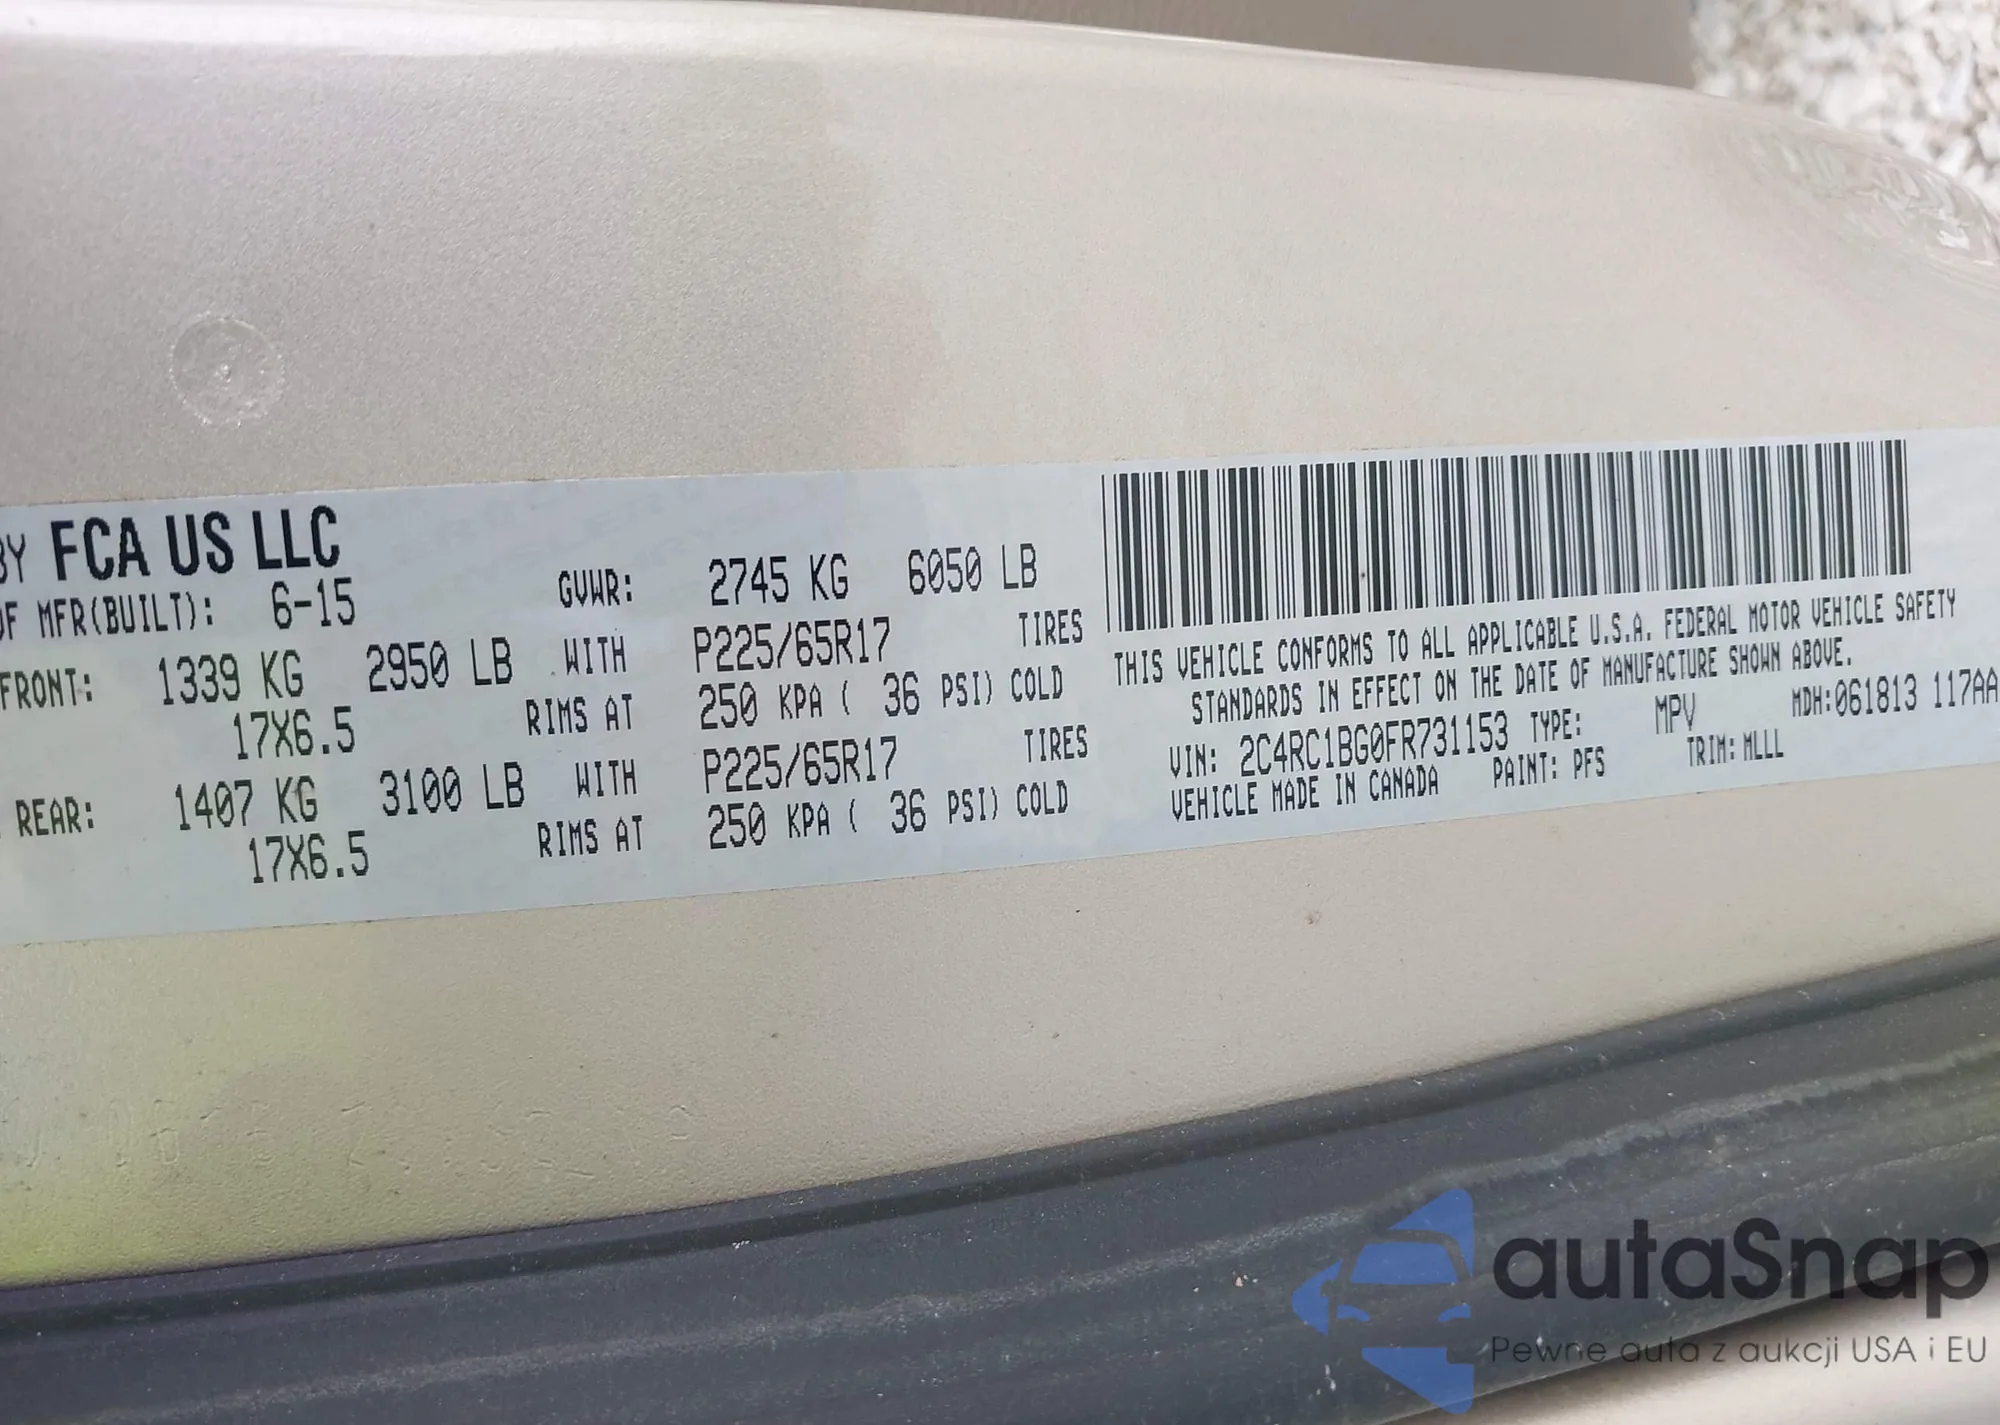 BY FCA US LLC
OF MFR(BUILT): 6-15 GVWR: 2745 KG 6050 LB
FRONT: 1339 KG 2950 LB WITH P225/65R17 TIRES
17X6.5 RIMS AT 250 KPA ( 36 PSI) COLD
REAR: 1407 KG 3100 LB WITH P225/65R17 TIRES
17X6.5 RIMS AT 250 KPA ( 36 PSI) COLD
THIS VEHICLE CONFORMS TO ALL APPLICABLE U.S.A. FEDERAL MOTOR VEHICLE SAFETY
STANDARDS IN EFFECT ON THE DATE OF MANUFACTURE SHOWN ABOVE.
VIN: 2C4RC1BG0FR731153 TYPE: MPV MDH:061813 117AA
VEHICLE MADE IN CANADA PAINT: PFS TRIM:MLLL
autaSnap
Pewne auta z aukcji USA i EU